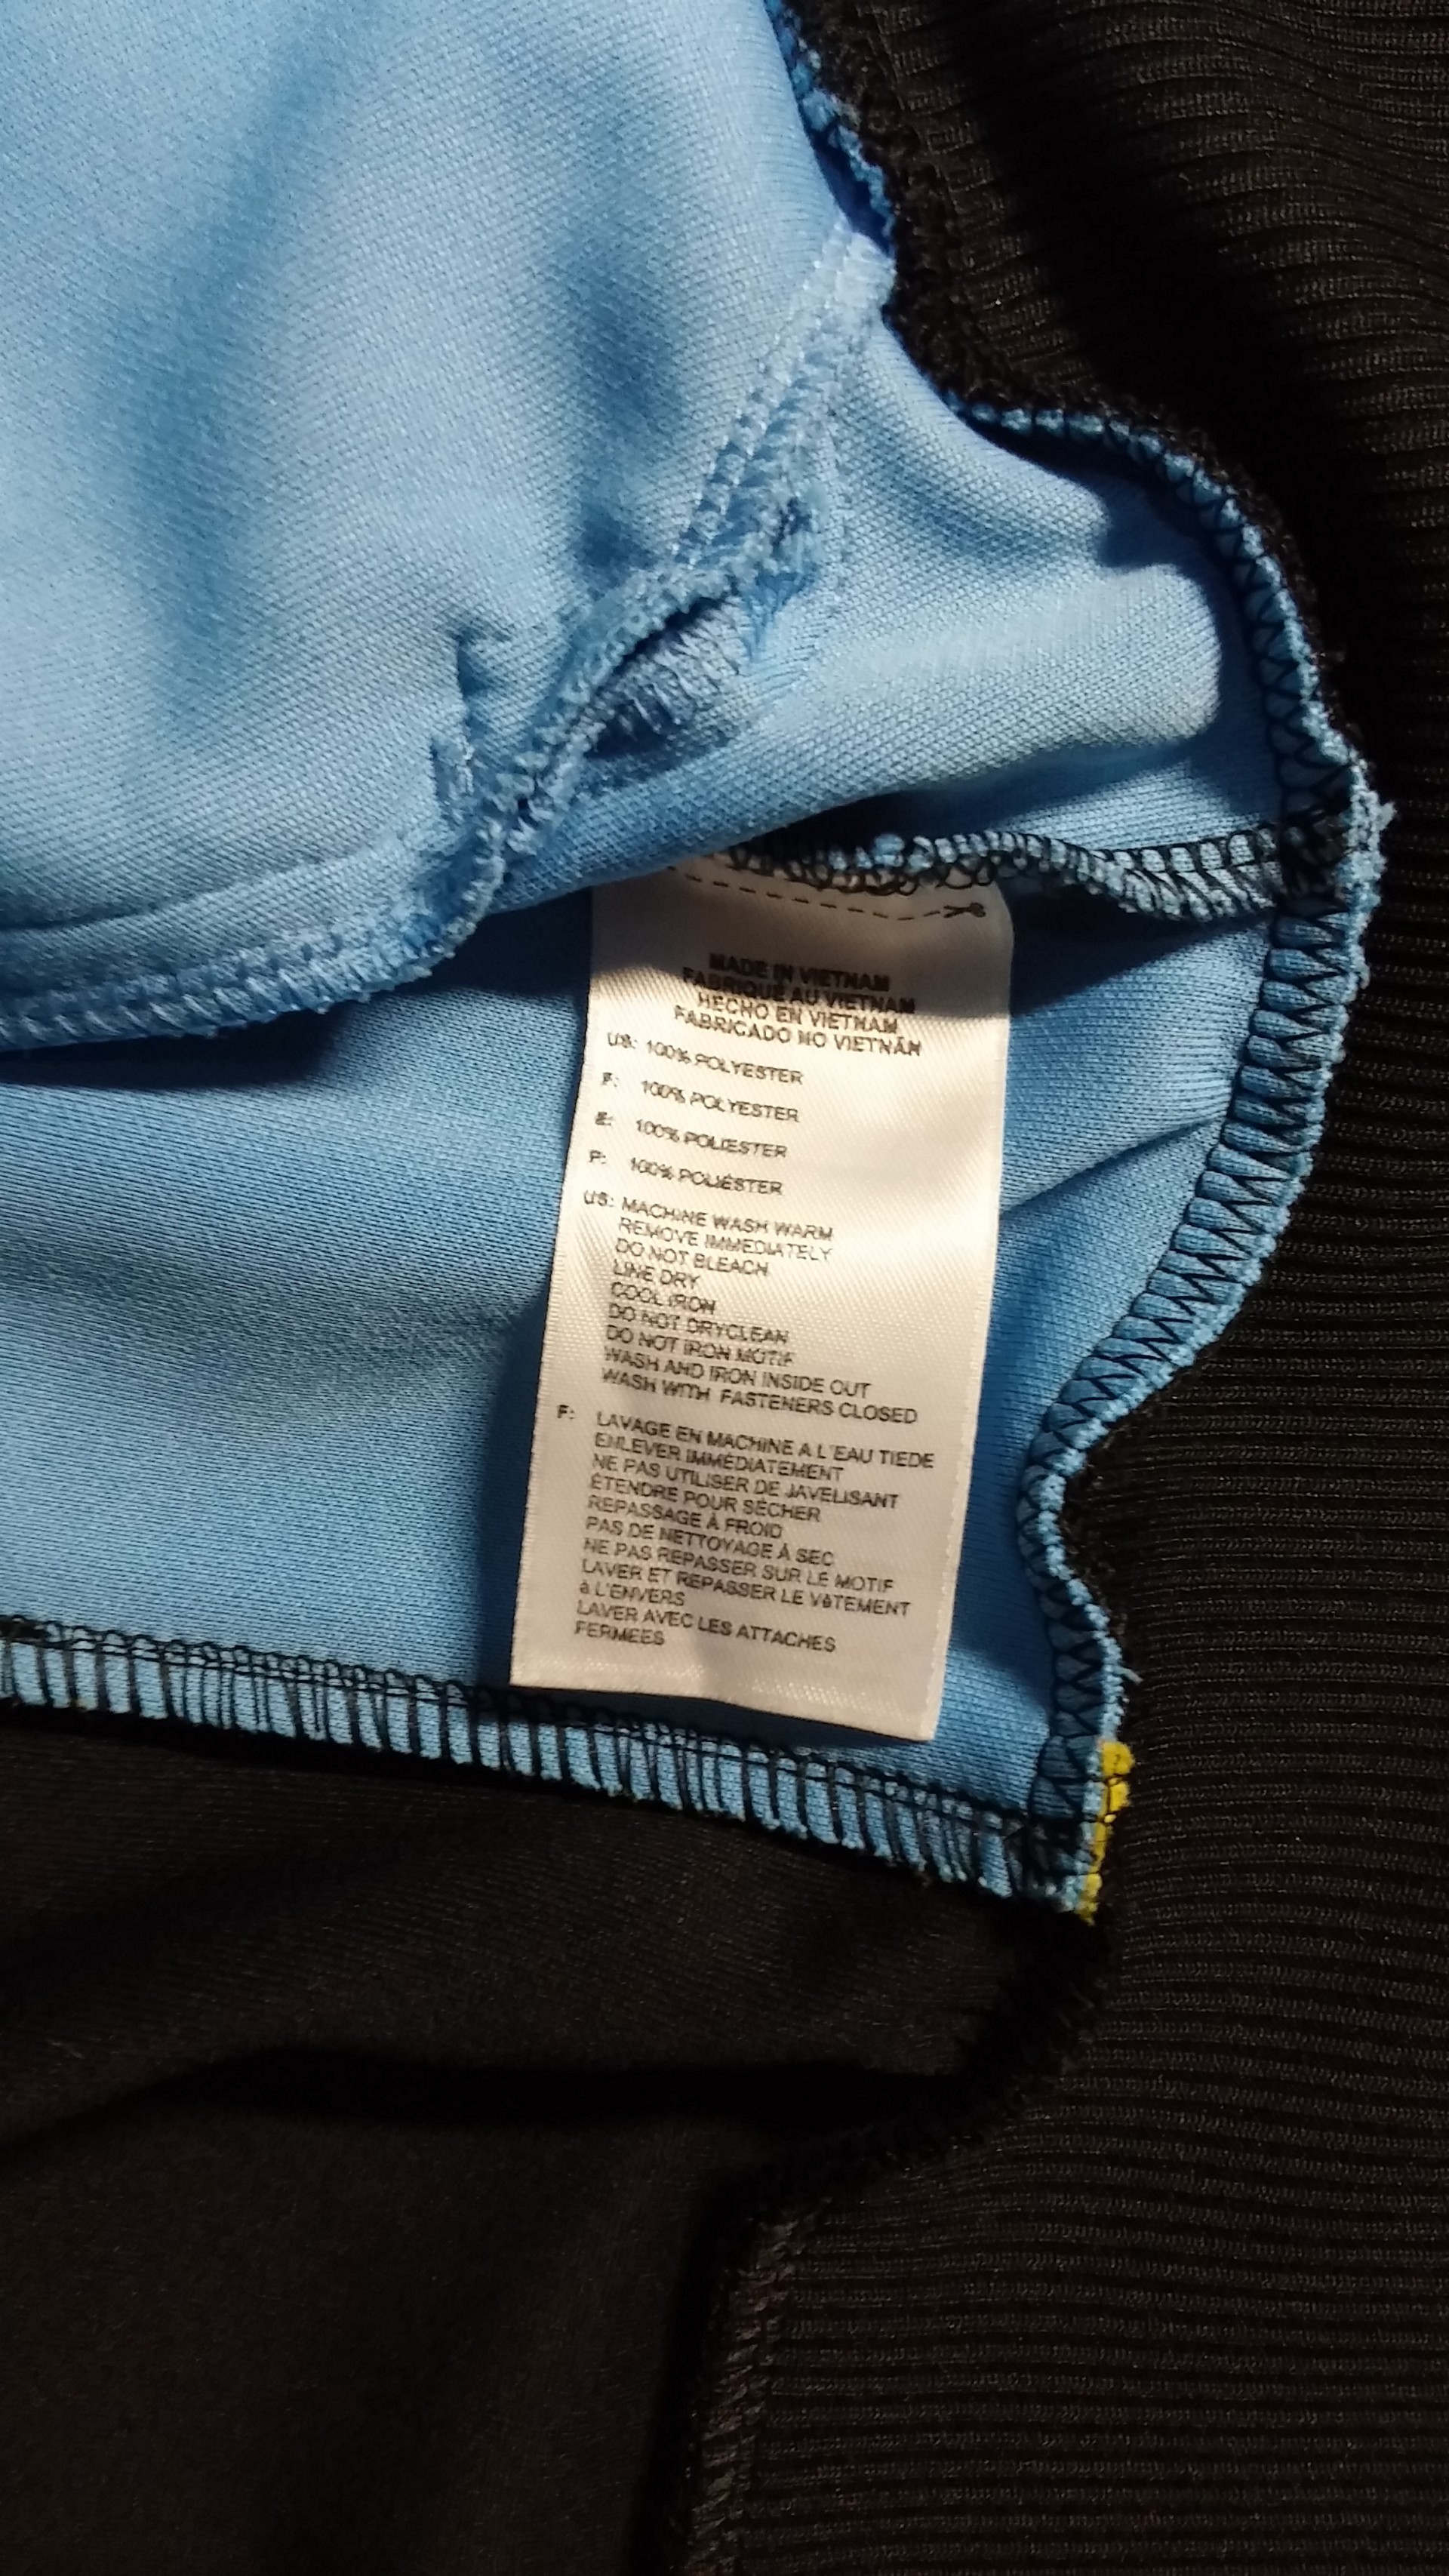 MADE IN VIETNAM
FABRIQUÉ AU VIETNAM
HECHO EN VIETNAM
FABRICADO NO VIETNÃN
US: 100% POLYESTER
F: 100% POLYESTER
E: 100% POLIESTER
P: 100% POLIÉSTER
US: MACHINE WASH WARM
REMOVE IMMEDIATELY
DO NOT BLEACH
LINE DRY
COOL IRON
DO NOT DRYCLEAN
DO NOT IRON MOTIF
WASH AND IRON INSIDE OUT
WASH WITH FASTENERS CLOSED
F: LAVAGE EN MACHINE A L'EAU TIEDE
ENLEVER IMMÉDIATEMENT
NE PAS UTILISER DE JAVELISANT
ÉTENDRE POUR SÉCHER
REPASSAGE À FROID
PAS DE NETTOYAGE À SEC
NE PAS REPASSER SUR LE MOTIF
LAVER ET REPASSER LE VêTEMENT
à L'ENVERS
LAVER AVEC LES ATTACHES
FERMEES